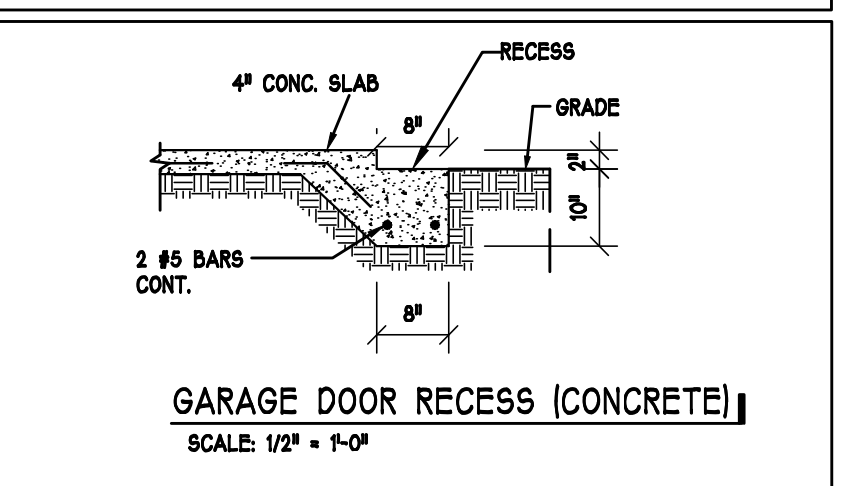 RECESS
4" CONC. SLAB
GRADE
8"
2"
10"
2 #5 BARS
CONT.
8"
GARAGE DOOR RECESS (CONCRETE)
SCALE: 1/2" = 1'-0"